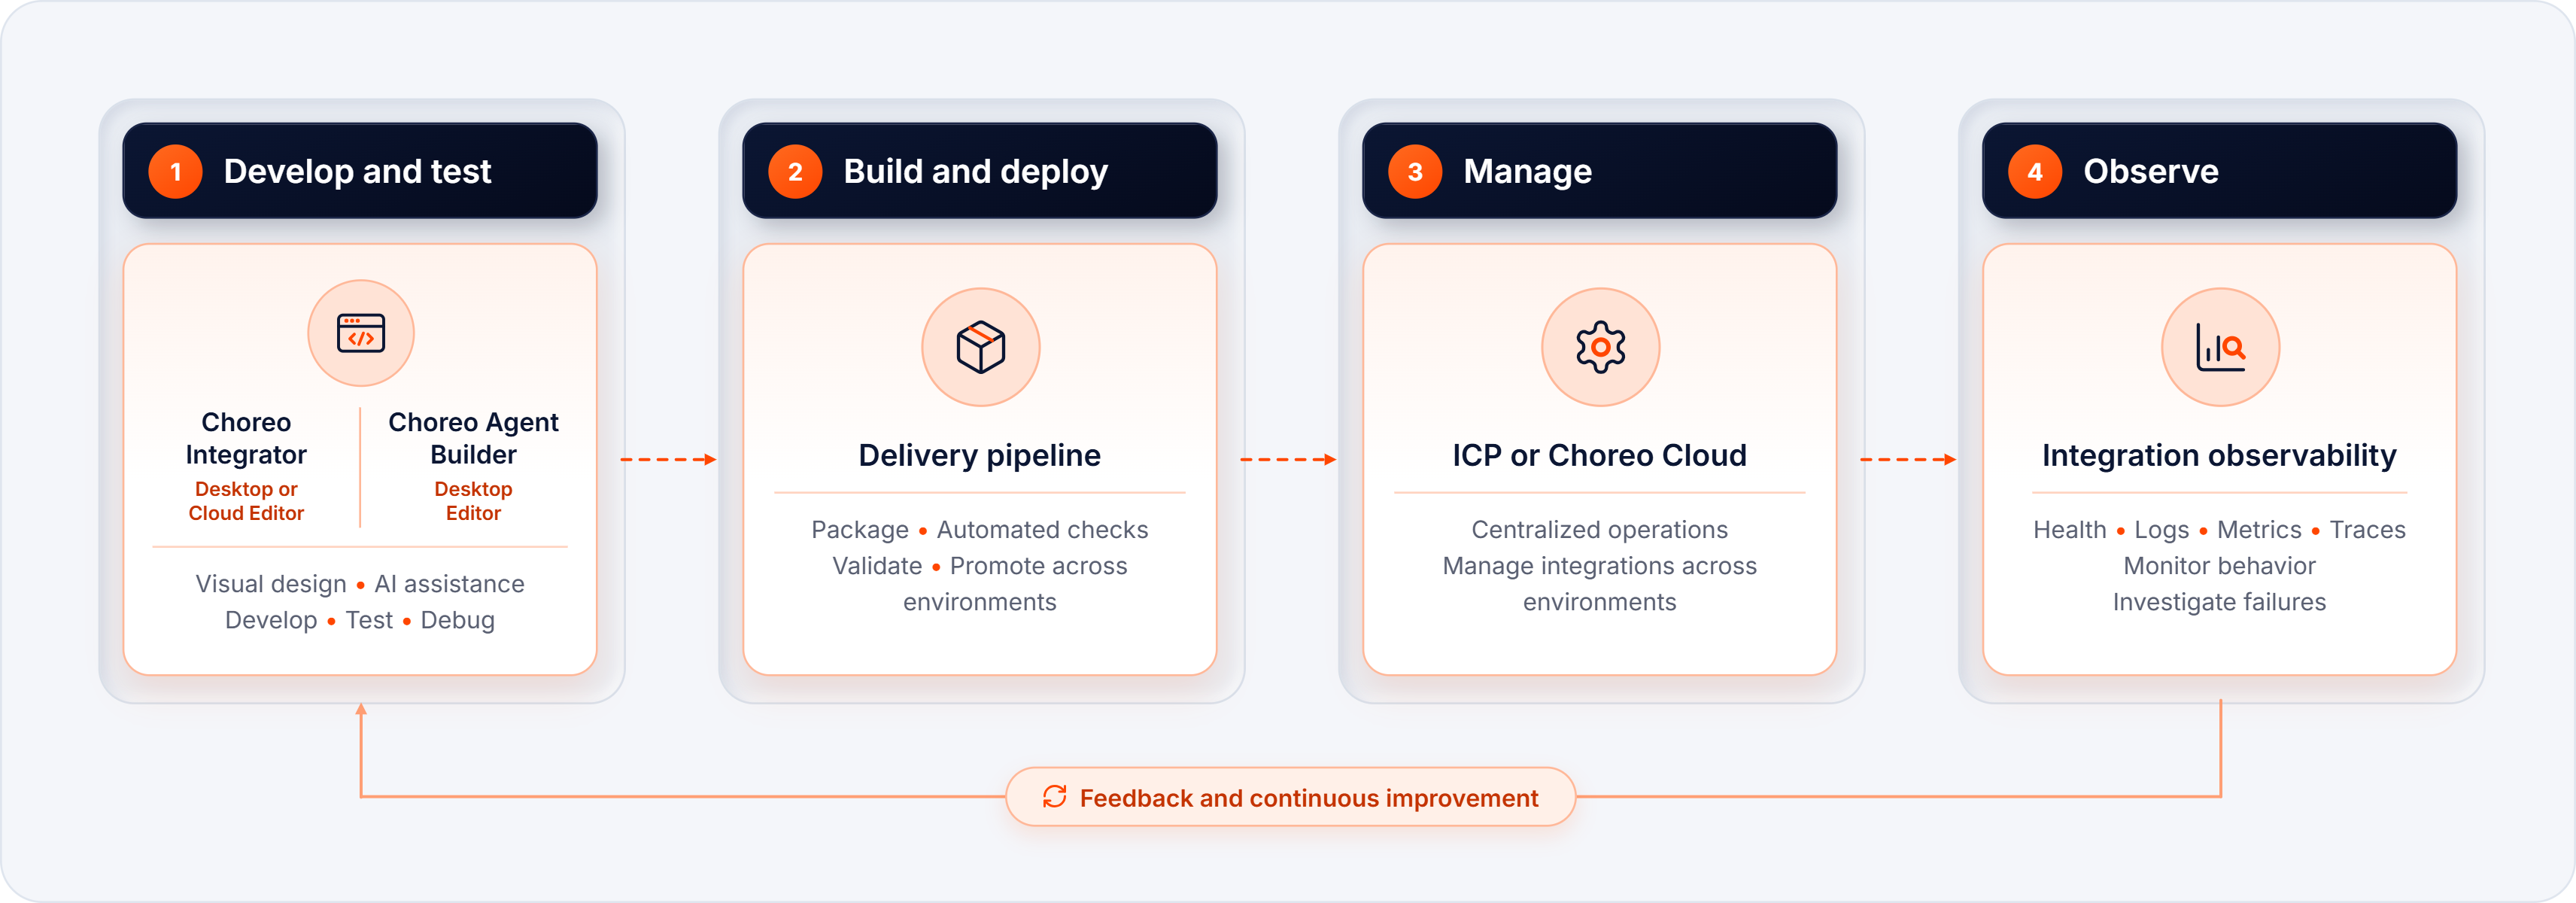 1 Develop and test
Choreo
Integrator
Desktop or
Cloud Editor
Choreo Agent
Builder
Desktop
Editor
Visual design • AI assistance
Develop • Test • Debug
2 Build and deploy
Delivery pipeline
Package • Automated checks
Validate • Promote across
environments
3 Manage
ICP or Choreo Cloud
Centralized operations
Manage integrations across
environments
4 Observe
Integration observability
Health • Logs • Metrics • Traces
Monitor behavior
Investigate failures
Feedback and continuous improvement